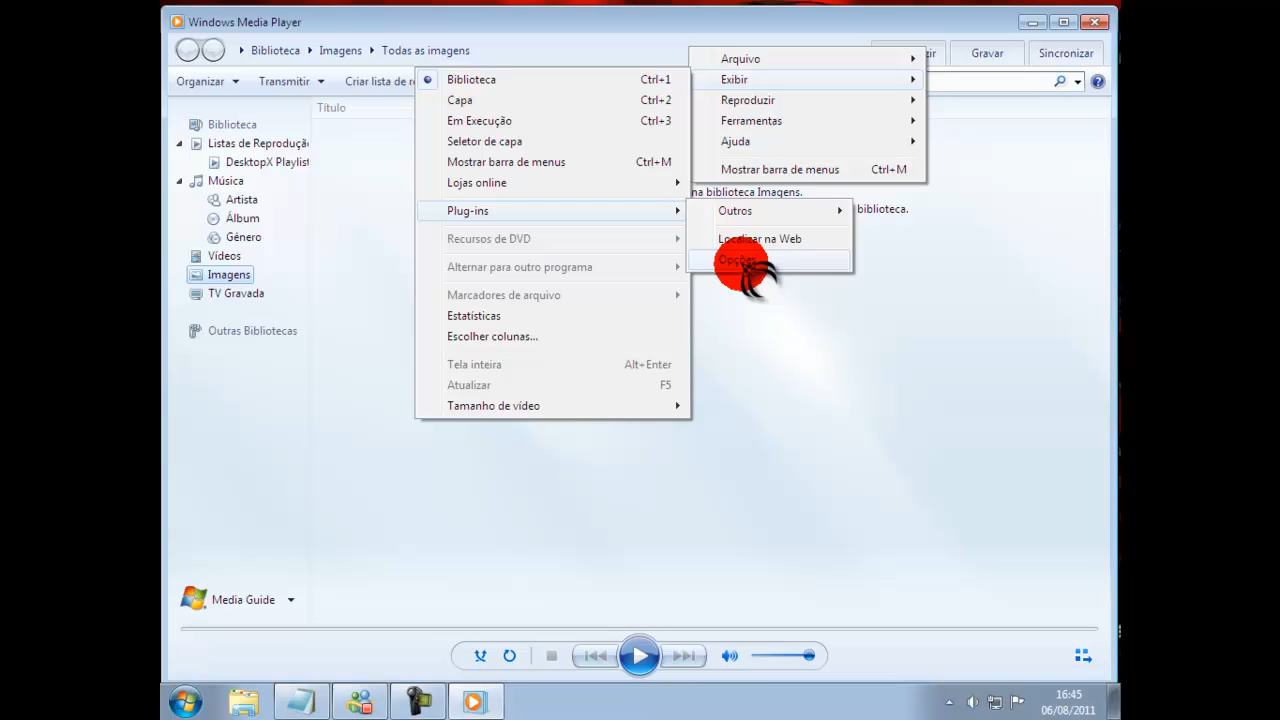 Windows Media Player
Biblioteca Imagens Todas as imagens
Gravar Sincronizar
Organizar Transmitir Criar lista de
Título
Biblioteca
Listas de Reproduçã
DesktopX Playlist
Música
Artista
Álbum
Gênero
Vídeos
Imagens
TV Gravada
Outras Bibliotecas
Biblioteca Ctrl+1
Capa Ctrl+2
Em Execução Ctrl+3
Seletor de capa
Mostrar barra de menus Ctrl+M
Lojas online
Plug-ins
Recursos de DVD
Alternar para outro programa
Marcadores de arquivo
Estatísticas
Escolher colunas...
Tela inteira Alt+Enter
Atualizar F5
Tamanho de vídeo
Arquivo
Exibir
Reproduzir
Ferramentas
Ajuda
Mostrar barra de menus Ctrl+M
na biblioteca Imagens.
biblioteca.
Outros
Localizar na Web
Opções
Media Guide
16:45
06/08/2011